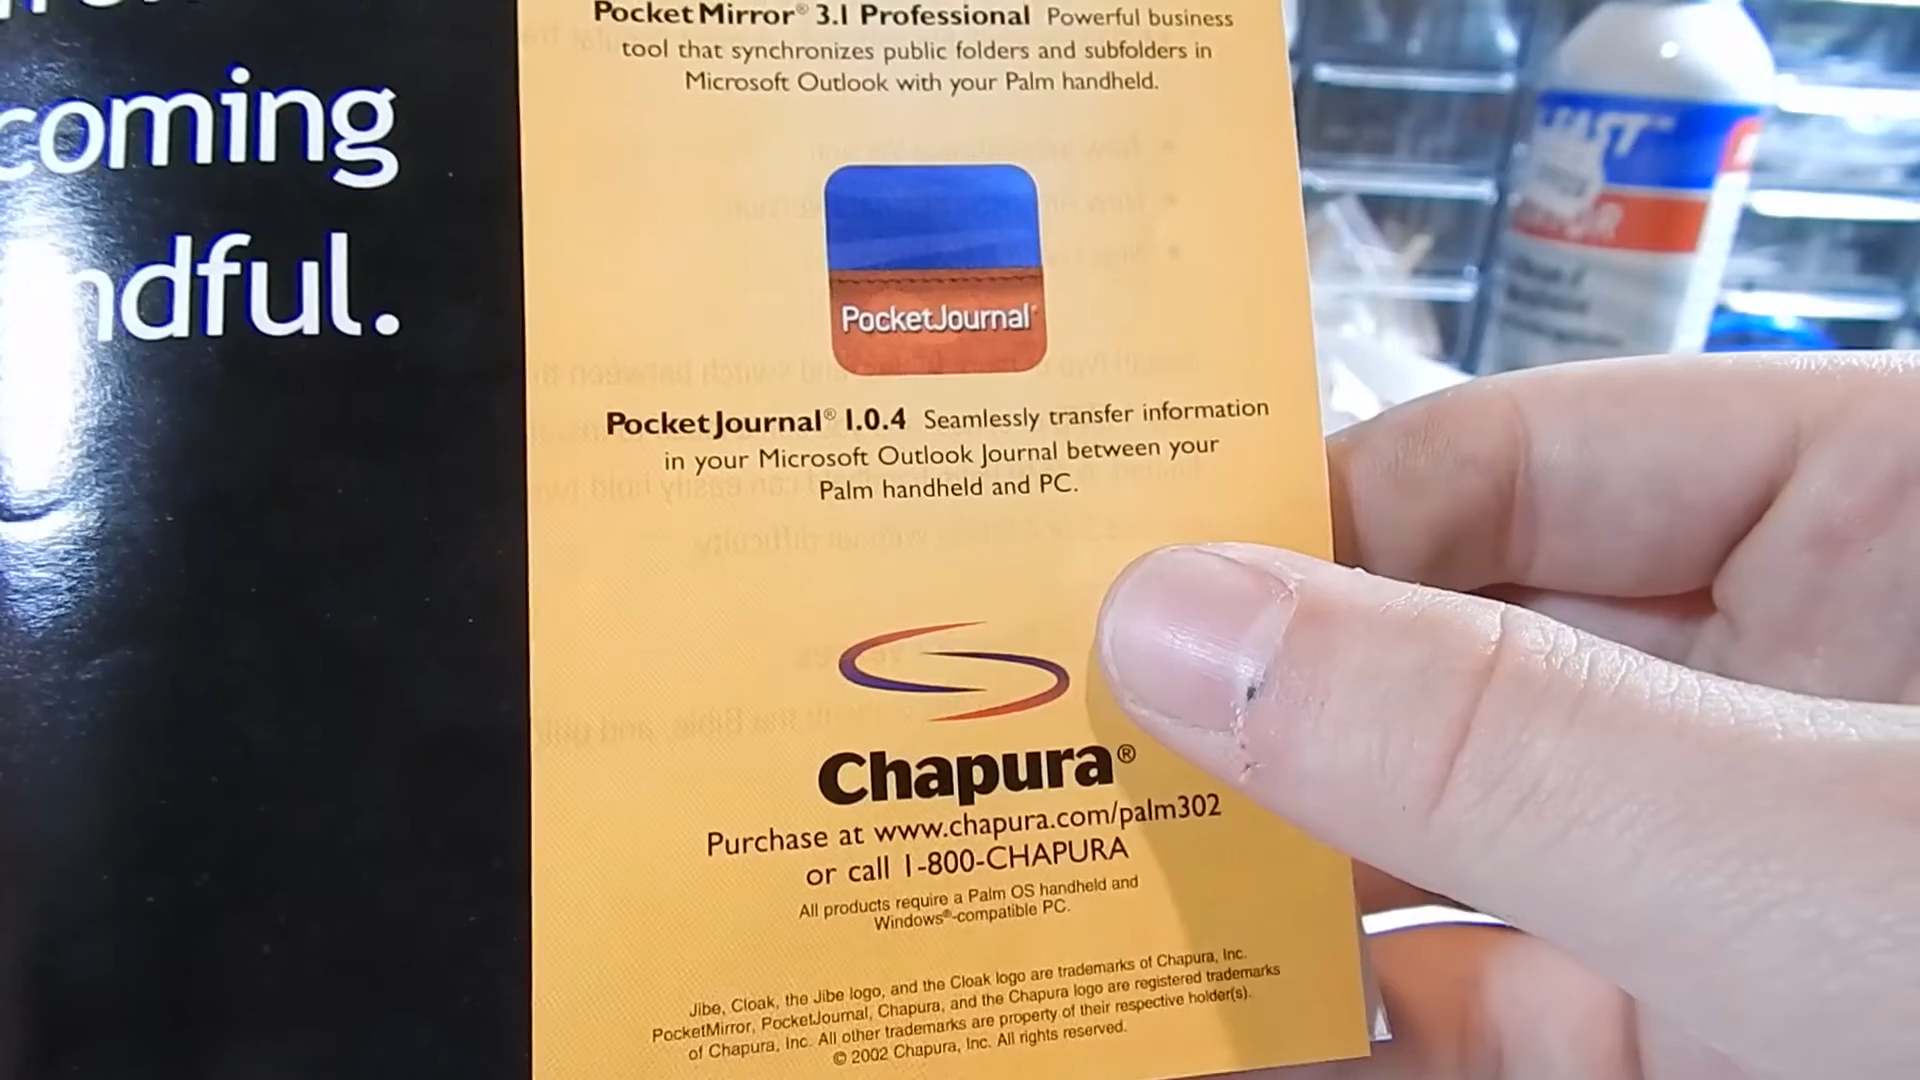 coming
ndful.
PocketMirror® 3.1 Professional Powerful business
tool that synchronizes public folders and subfolders in
Microsoft Outlook with your Palm handheld.
PocketJournal
PocketJournal® 1.0.4 Seamlessly transfer information
in your Microsoft Outlook Journal between your
Palm handheld and PC.
Chapura®
Purchase at www.chapura.com/palm302
or call 1-800-CHAPURA
All products require a Palm OS handheld and
Windows®-compatible PC.
Jibe, Cloak, the Jibe logo, and the Cloak logo are trademarks of Chapura, Inc.
PocketMirror, PocketJournal, Chapura, and the Chapura logo are registered trademarks
of Chapura, Inc. All other trademarks are property of their respective holder(s).
© 2002 Chapura, Inc. All rights reserved.